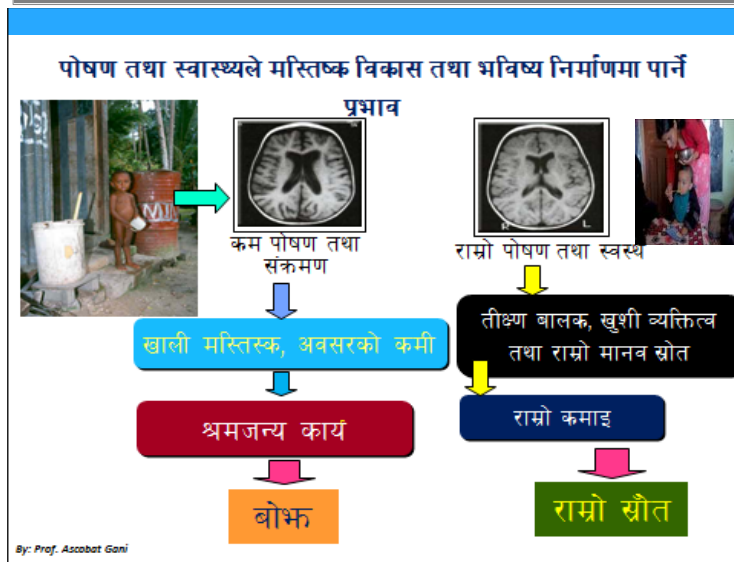 पोषण तथा स्वास्थ्यले मस्तिष्क विकास तथा भविष्य निर्माणमा पार्ने
प्रभाव
कम पोषण तथा
संक्रमण
खाली मस्तिस्क, अवसरको कमी
श्रमजन्य कार्य
बोझ
R L
राम्रो पोषण तथा स्वस्थ
तीक्ष्ण बालक, खुशी व्यक्तित्व
तथा राम्रो मानव स्रोत
राम्रो कमाइ
राम्रो स्रौत
By: Prof. Ascobat Gani